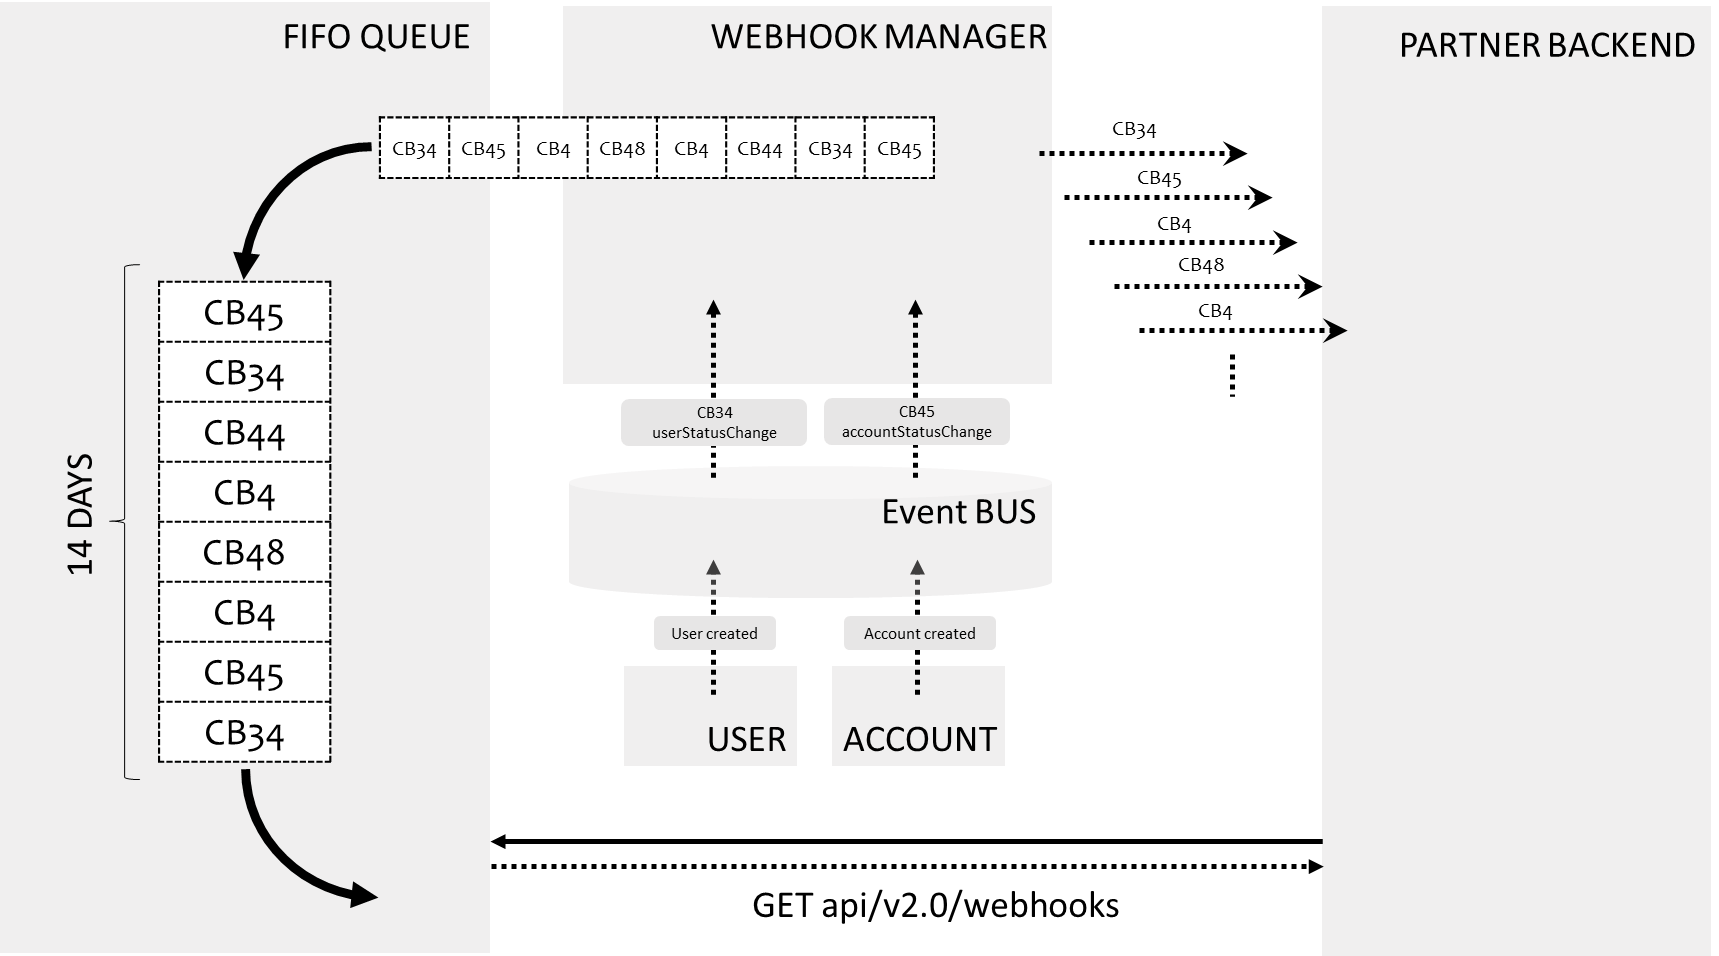 FIFO QUEUE
WEBHOOK MANAGER
PARTNER BACKEND
CB34 CB45 CB4 CB48 CB4 CB44 CB34 CB45
CB34
CB45
CB4
CB48
CB4
CB45
CB34
CB44
CB4
CB48
CB4
CB45
CB34
14 DAYS
CB34
userStatusChange
CB45
accountStatusChange
Event BUS
User created
Account created
USER
ACCOUNT
GET api/v2.0/webhooks